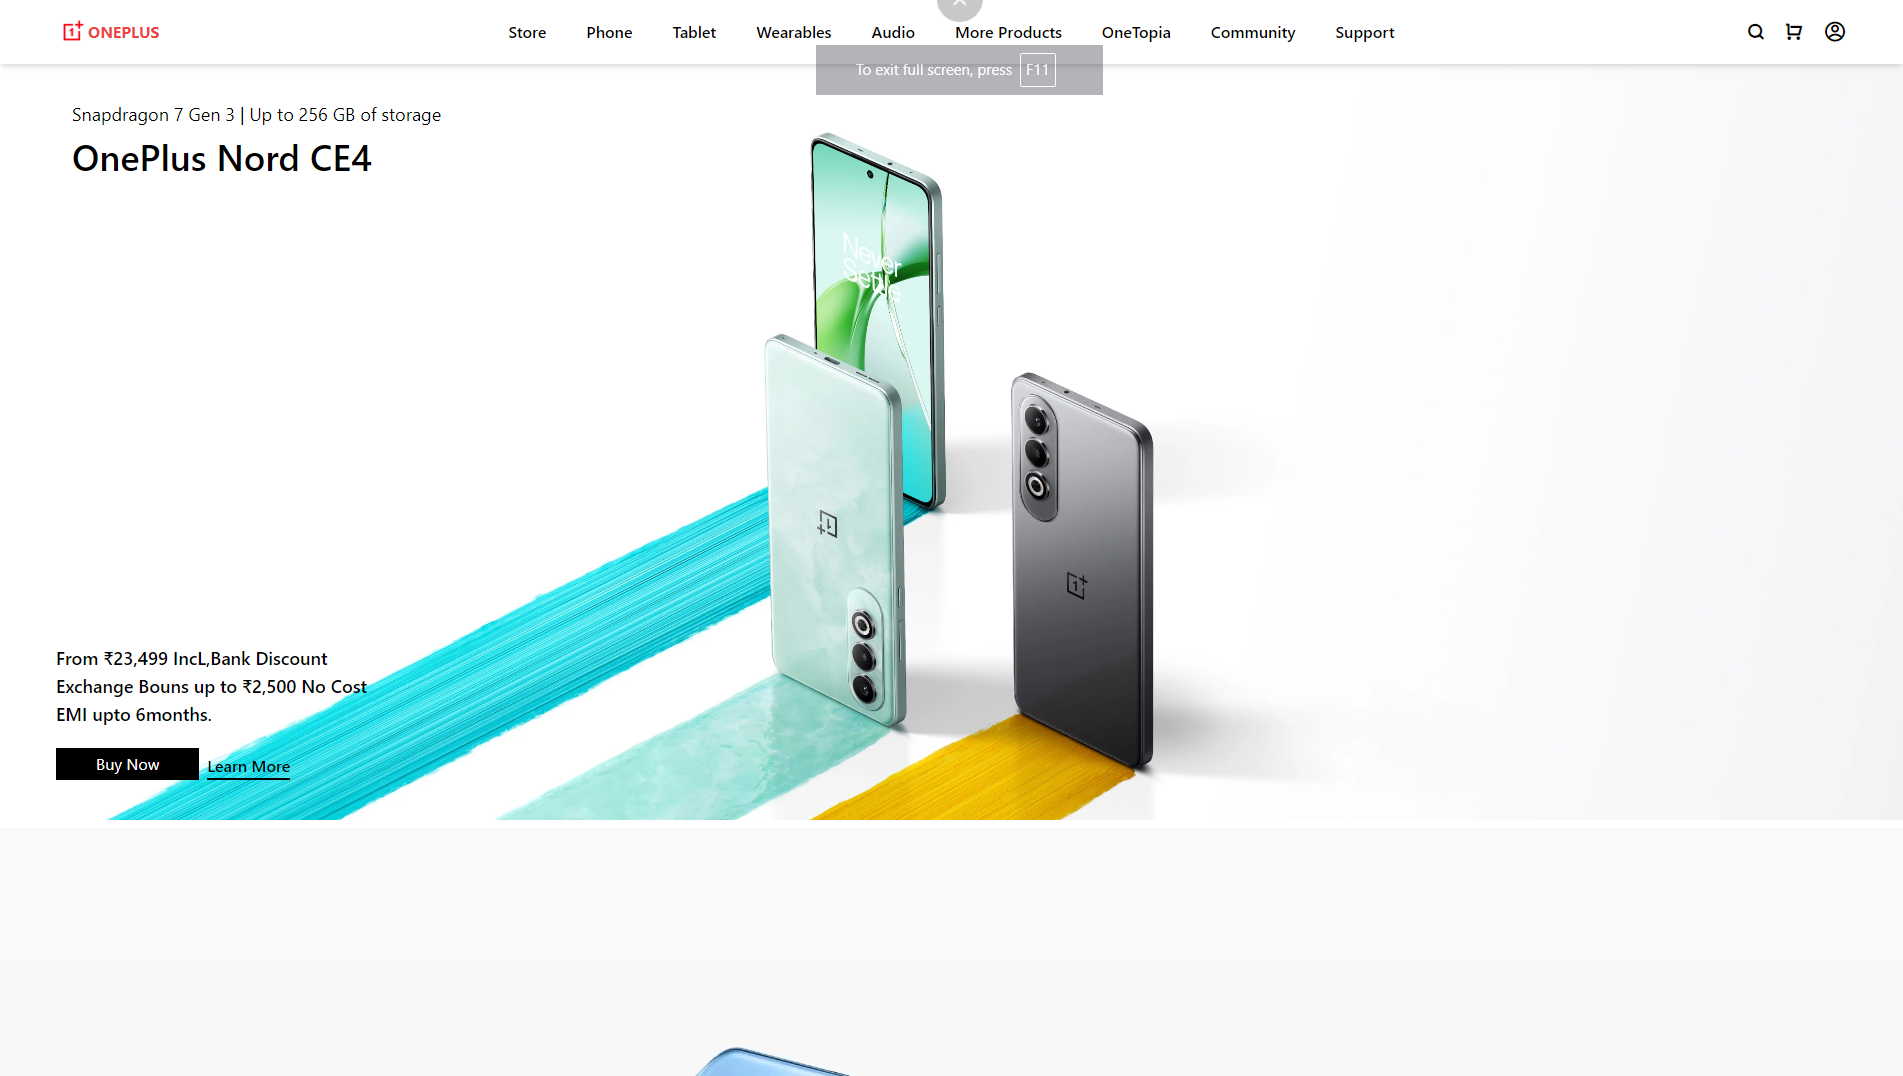 ONEPLUS
Store Phone Tablet Wearables Audio More Products OneTopia Community Support
To exit full screen, press F11
Snapdragon 7 Gen 3 | Up to 256 GB of storage
OnePlus Nord CE4
Never
Settle
From ₹23,499 IncL,Bank Discount
Exchange Bouns up to ₹2,500 No Cost
EMI upto 6months.
Buy Now Learn More